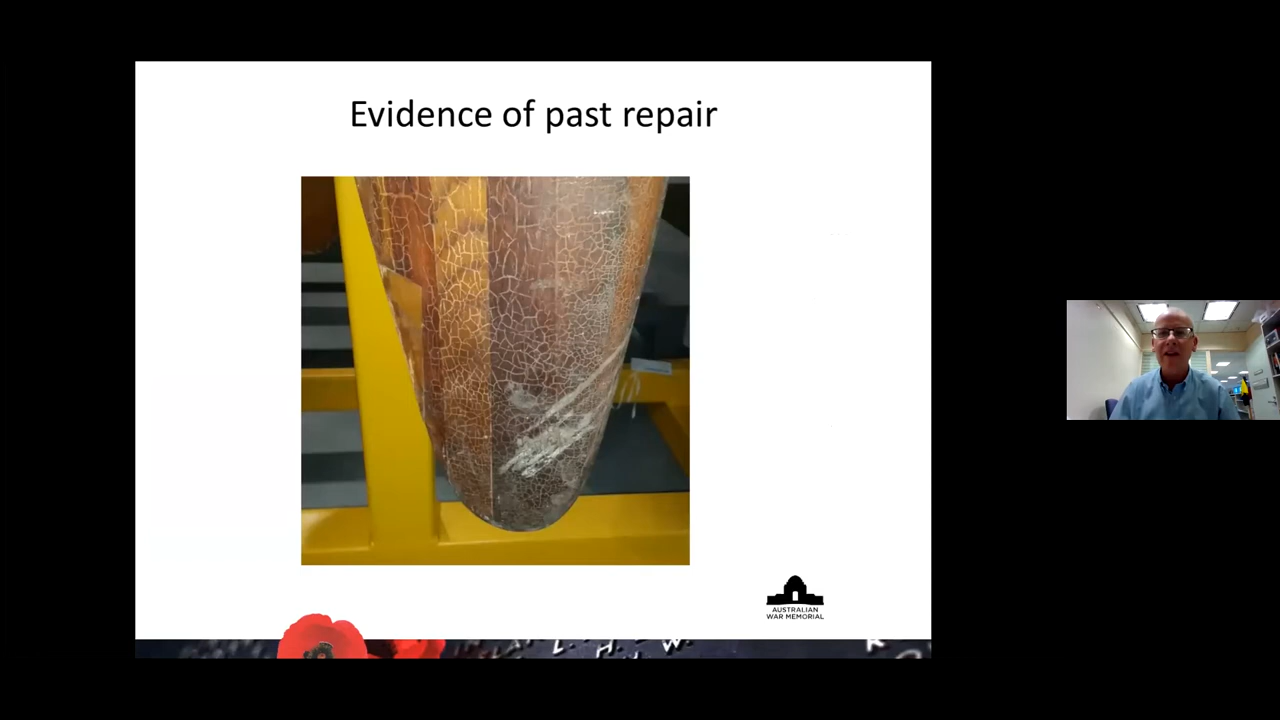 Evidence of past repair
AUSTRALIAN
WAR MEMORIAL
L. H.
W.